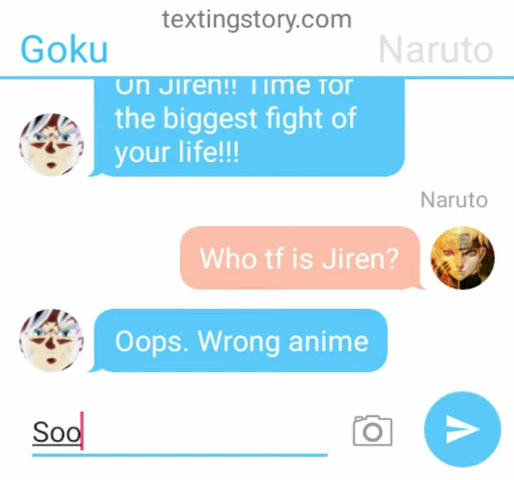 textingstory.com
Goku Naruto
Oh Jiren!! Time for
the biggest fight of
your life!!!
Naruto
Who tf is Jiren?
Oops. Wrong anime
Soo